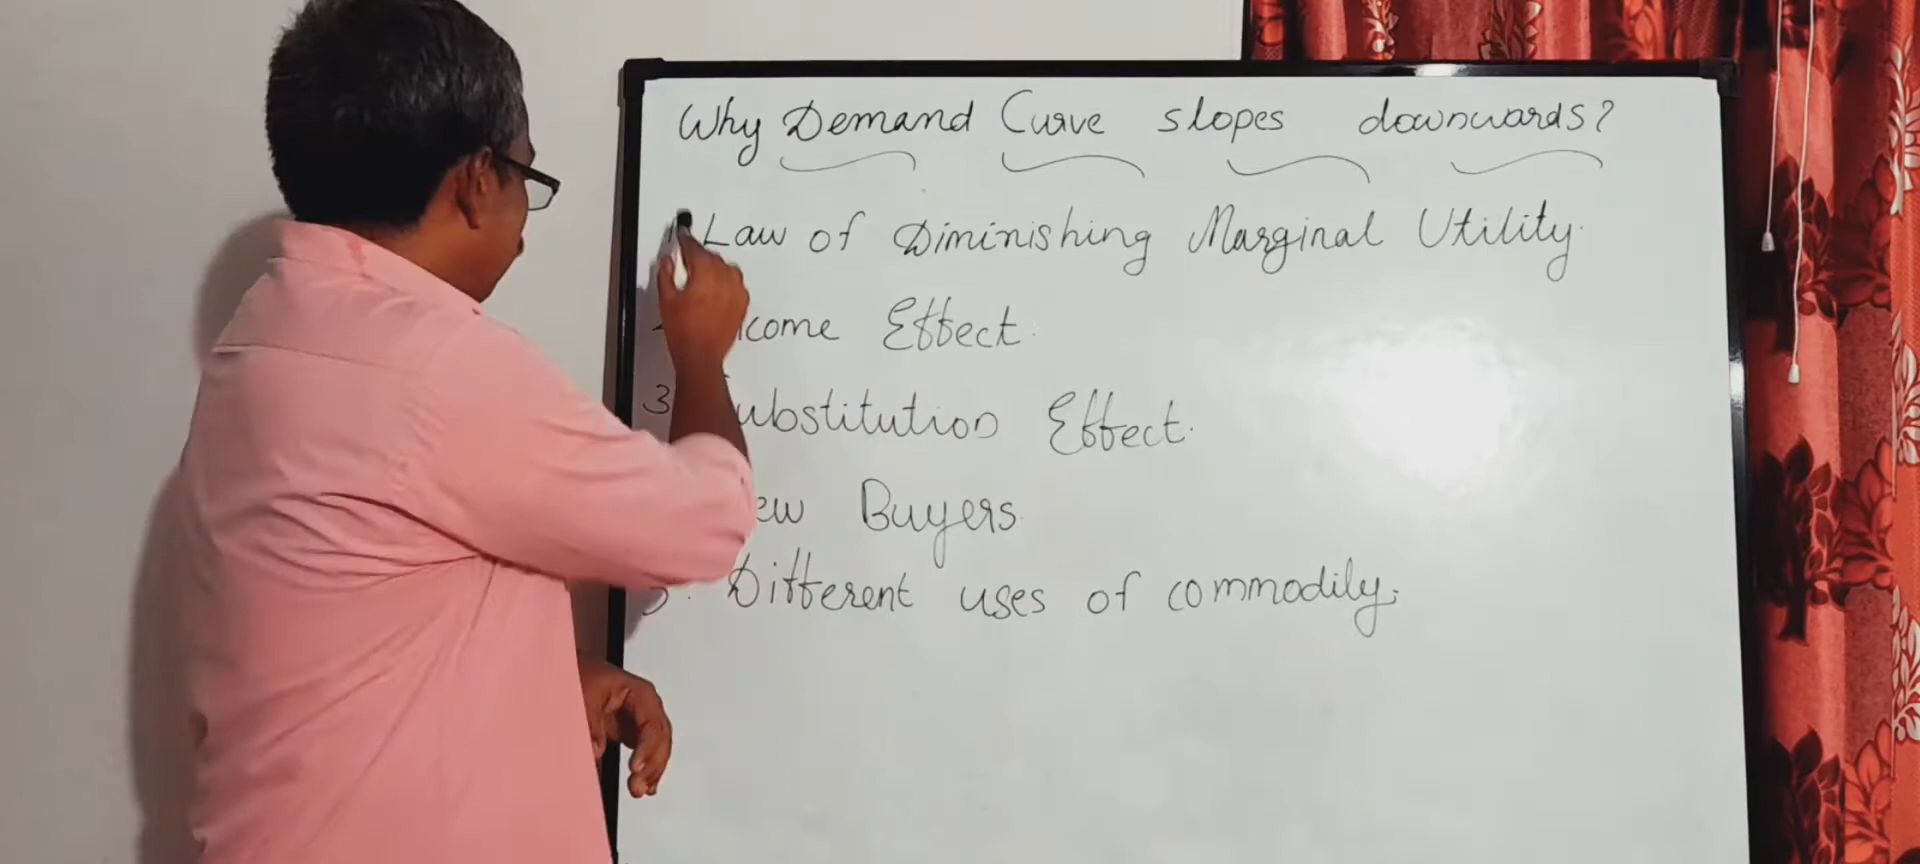 Why Demand Curve slopes downwards?
Law of Diminishing Marginal Utility.
come Effect.
3 ubstitution Effect.
ew Buyers
5. Different uses of commodity.